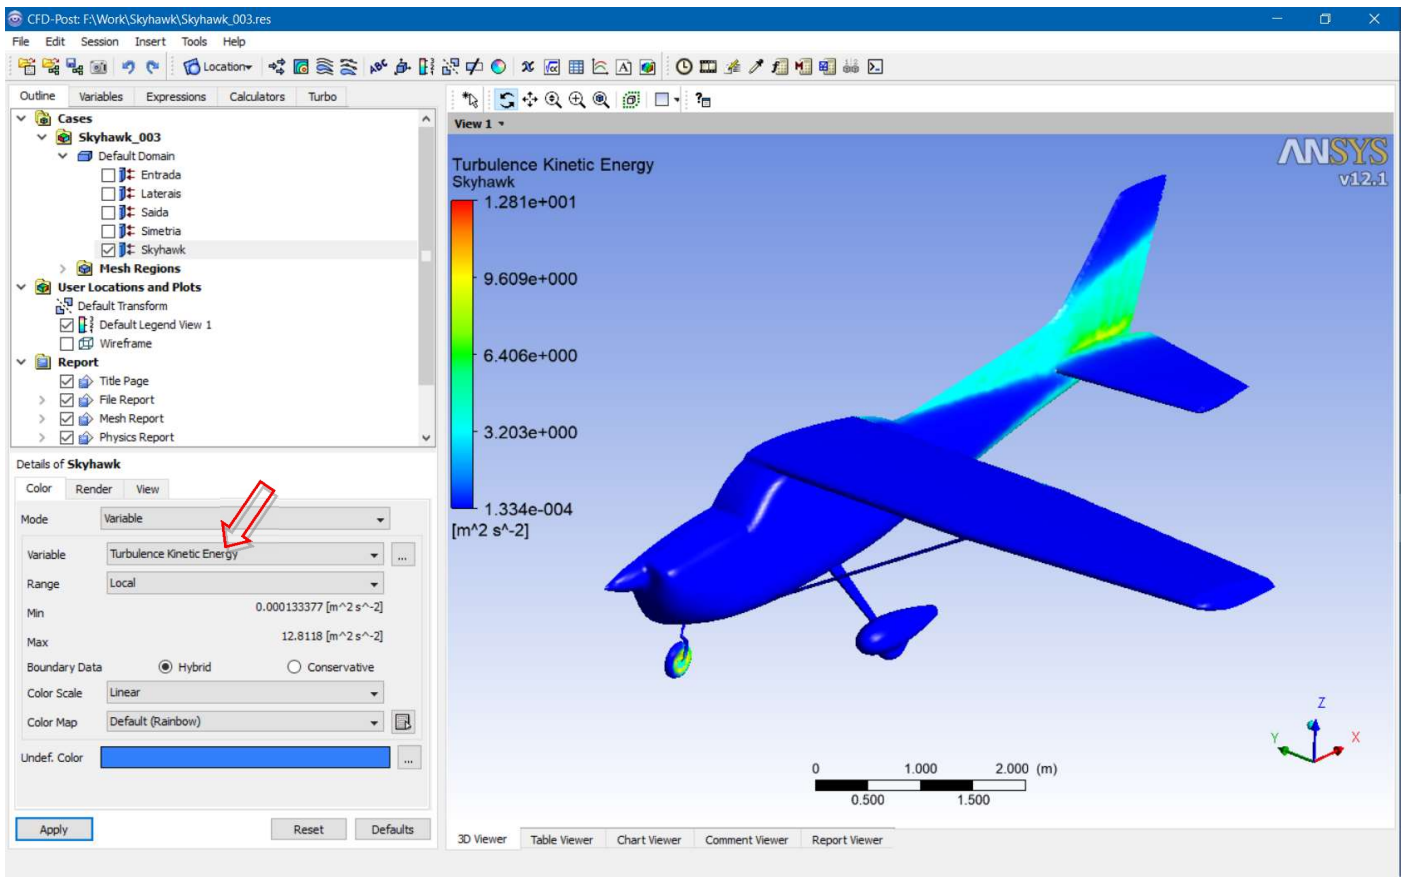 CFD-Post: F:\Work\Skyhawk\Skyhawk_003.res
File Edit Session Insert Tools Help
Location
Outline Variables Expressions Calculators Turbo
Cases
Skyhawk_003
Default Domain
Entrada
Laterais
Saida
Simetria
Skyhawk
Mesh Regions
User Locations and Plots
Default Transform
Default Legend View 1
Wireframe
Report
Title Page
File Report
Mesh Report
Physics Report
Details of Skyhawk
Color Render View
Mode Variable
Variable Turbulence Kinetic Energy ...
Range Local
Min 0.000133377 [m^2 s^-2]
Max 12.8118 [m^2 s^-2]
Boundary Data Hybrid Conservative
Color Scale Linear
Color Map Default (Rainbow)
Undef. Color ...
Apply Reset Defaults
View 1
Turbulence Kinetic Energy
Skyhawk
1.281e+001
9.609e+000
6.406e+000
3.203e+000
1.334e-004
[m^2 s^-2]
ANSYS
v12.1
Z
Y X
0 1.000 2.000 (m)
0.500 1.500
3D Viewer Table Viewer Chart Viewer Comment Viewer Report Viewer